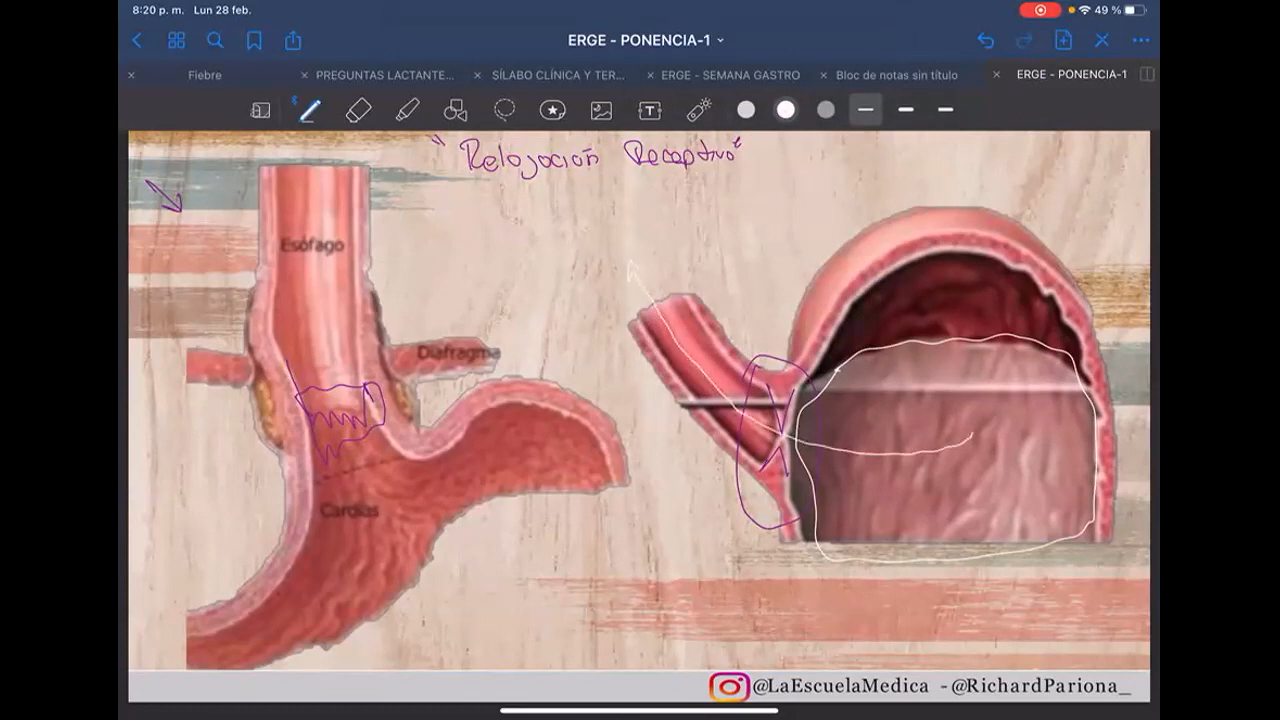 8:20 p. m. Lun 28 feb.
49 %
ERGE - PONENCIA-1
Fiebre
PREGUNTAS LACTANTE...
SÍLABO CLÍNICA Y TER...
ERGE - SEMANA GASTRO
Bloc de notas sin título
ERGE - PONENCIA-1
"Relajación Receptiva"
Esófago
Diafragma
Cardias
@LaEscuelaMedica - @RichardPariona_